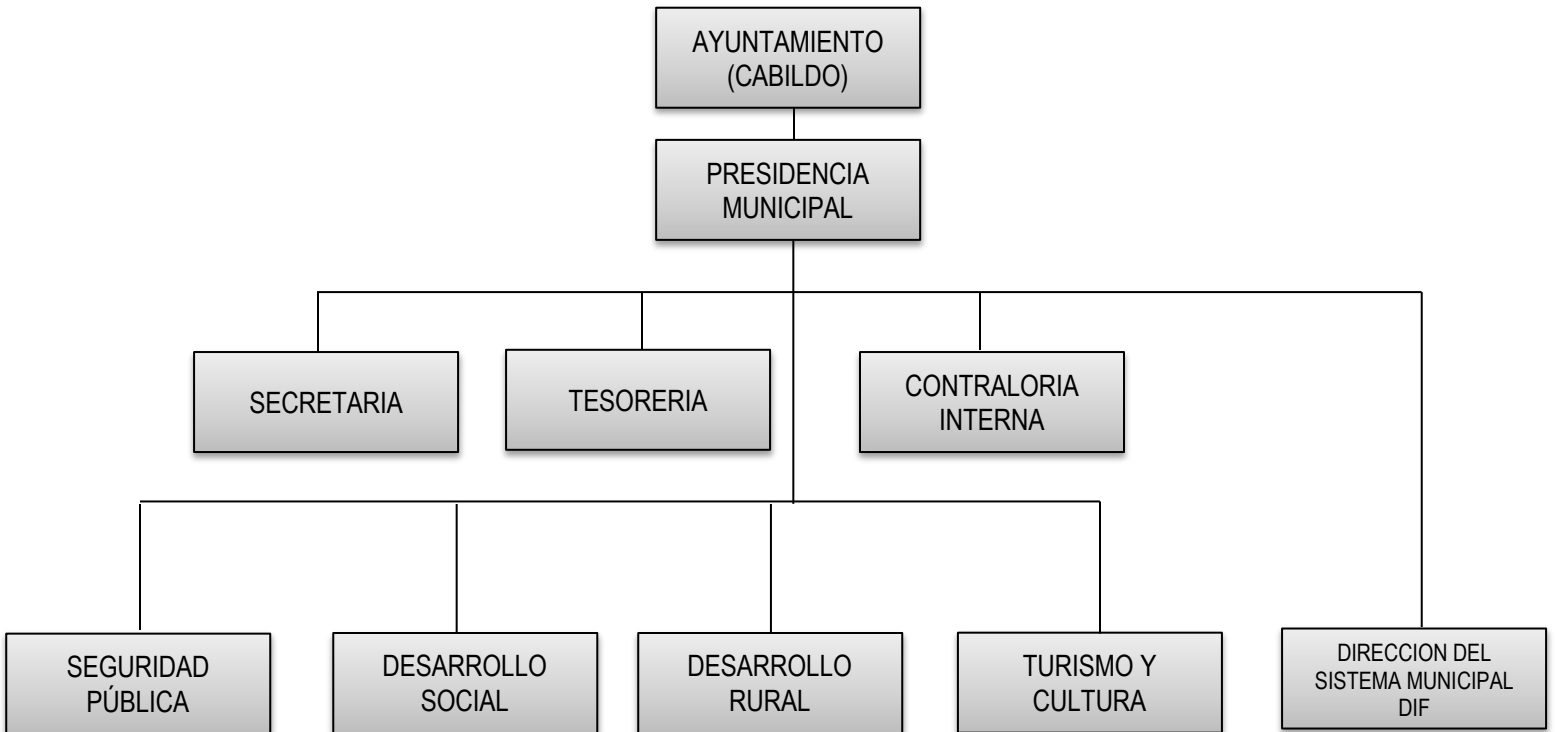 AYUNTAMIENTO
(CABILDO)
PRESIDENCIA
MUNICIPAL
SECRETARIA
TESORERIA
CONTRALORIA
INTERNA
SEGURIDAD
PÚBLICA
DESARROLLO
SOCIAL
DESARROLLO
RURAL
TURISMO Y
CULTURA
DIRECCION DEL
SISTEMA MUNICIPAL
DIF